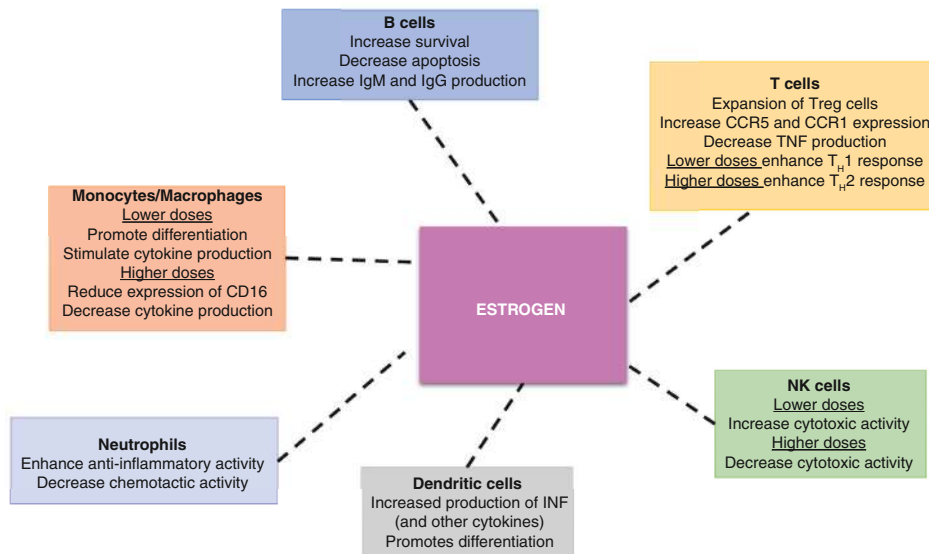 B cells
Increase survival
Decrease apoptosis
Increase IgM and IgG production
T cells
Expansion of Treg cells
Increase CCR5 and CCR1 expression
Decrease TNF production
Lower doses enhance TH1 response
Higher doses enhance TH2 response
Monocytes/Macrophages
Lower doses
Promote differentiation
Stimulate cytokine production
Higher doses
Reduce expression of CD16
Decrease cytokine production
ESTROGEN
NK cells
Lower doses
Increase cytotoxic activity
Higher doses
Decrease cytotoxic activity
Neutrophils
Enhance anti-inflammatory activity
Decrease chemotactic activity
Dendritic cells
Increased production of INF
(and other cytokines)
Promotes differentiation